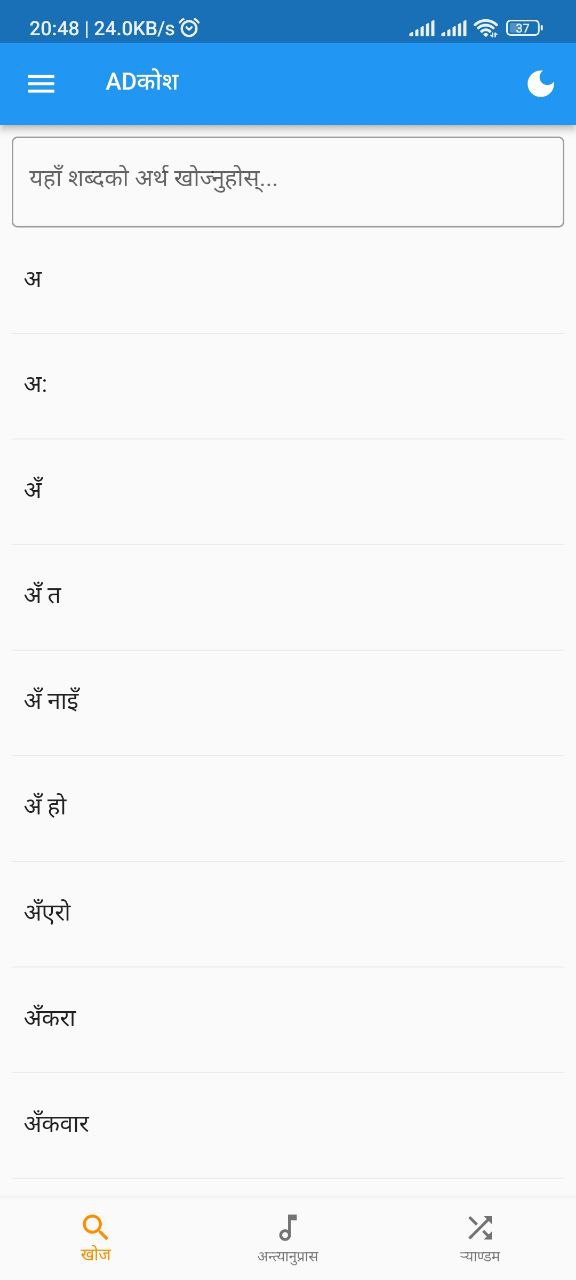 20:48 | 24.0KB/s
37
ADकोश
यहाँ शब्दको अर्थ खोज्नुहोस्...
अ
अ:
अँ
अँ त
अँ नाइँ
अँ हो
अँएरो
अँकरा
अँकवार
खोज
अन्त्यानुप्रास
र्‍याण्डम